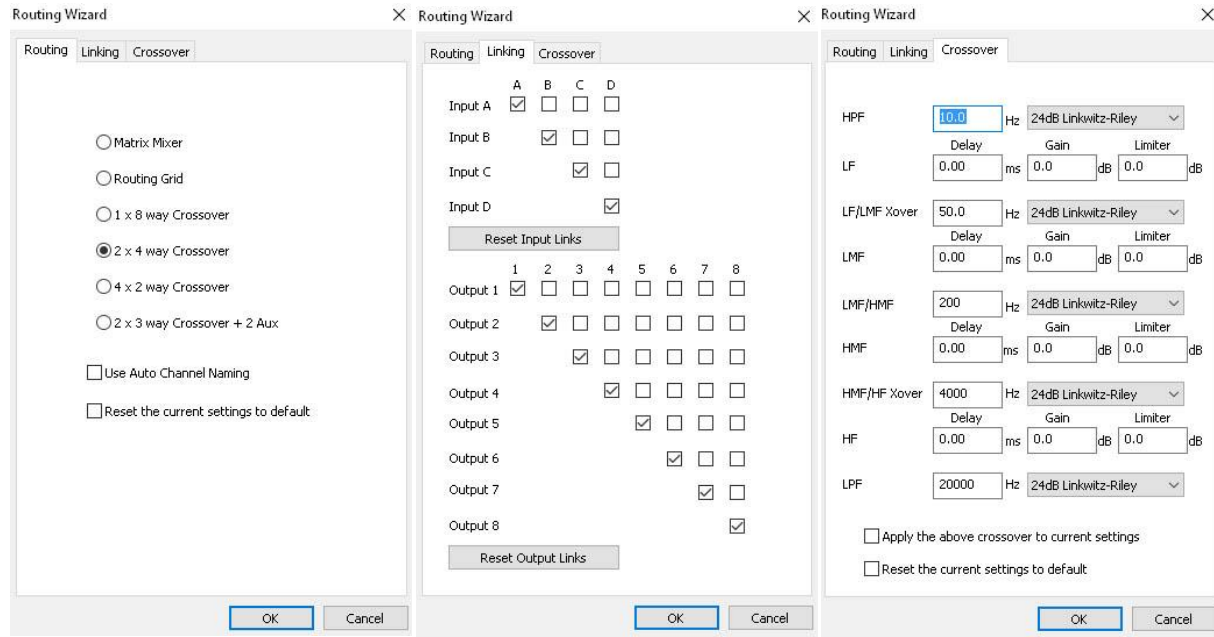 Routing Wizard
Routing Linking Crossover
Matrix Mixer
Routing Grid
1 x 8 way Crossover
2 x 4 way Crossover
4 x 2 way Crossover
2 x 3 way Crossover + 2 Aux
Use Auto Channel Naming
Reset the current settings to default
OK Cancel
Routing Wizard
Routing Linking Crossover
A B C D
Input A
Input B
Input C
Input D
Reset Input Links
1 2 3 4 5 6 7 8
Output 1
Output 2
Output 3
Output 4
Output 5
Output 6
Output 7
Output 8
Reset Output Links
OK Cancel
Routing Wizard
Routing Linking Crossover
HPF 10.0 Hz 24dB Linkwitz-Riley
Delay Gain Limiter
LF 0.00 ms 0.0 dB 0.0 dB
LF/LMF Xover 50.0 Hz 24dB Linkwitz-Riley
Delay Gain Limiter
LMF 0.00 ms 0.0 dB 0.0 dB
LMF/HMF 200 Hz 24dB Linkwitz-Riley
Delay Gain Limiter
HMF 0.00 ms 0.0 dB 0.0 dB
HMF/HF Xover 4000 Hz 24dB Linkwitz-Riley
Delay Gain Limiter
HF 0.00 ms 0.0 dB 0.0 dB
LPF 20000 Hz 24dB Linkwitz-Riley
Apply the above crossover to current settings
Reset the current settings to default
OK Cancel